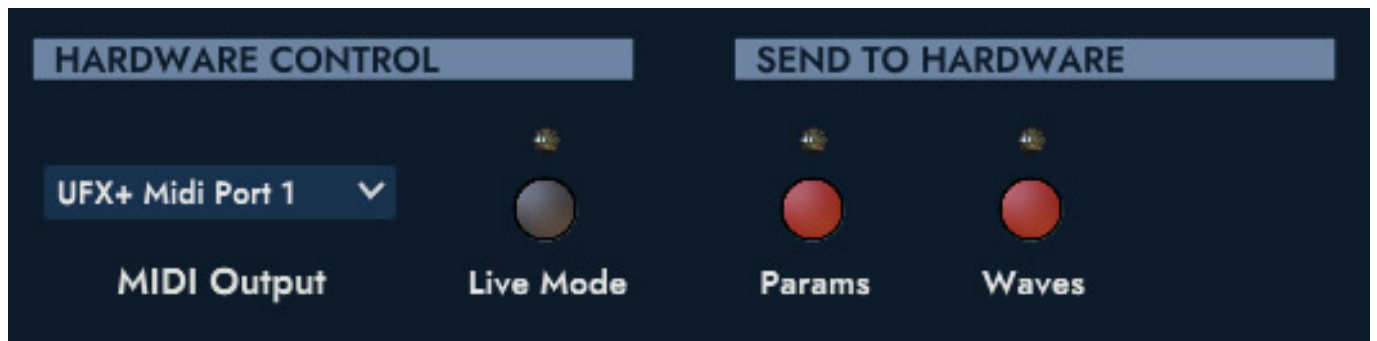 HARDWARE CONTROL
SEND TO HARDWARE
UFX+ Midi Port 1
MIDI Output
Live Mode
Params
Waves